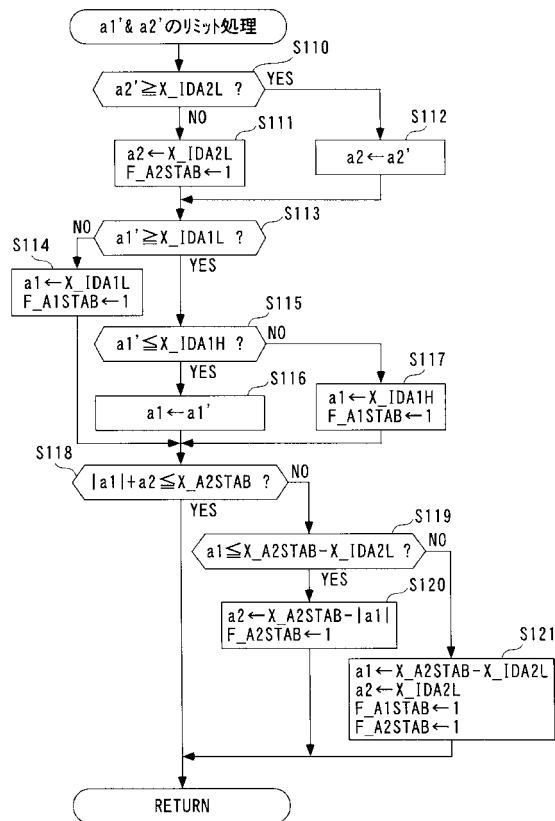 a1'& a2'のリミット処理
S110
a2'≧X_IDA2L ?
YES
NO
S111
a2←X_IDA2L
F_A2STAB←1
S112
a2←a2'
S113
a1'≧X_IDA1L ?
NO
YES
S114
a1←X_IDA1L
F_A1STAB←1
S115
a1'≦X_IDA1H ?
NO
YES
S116
a1←a1'
S117
a1←X_IDA1H
F_A1STAB←1
S118
|a1|+a2≦X_A2STAB ?
NO
YES
S119
a1≦X_A2STAB-X_IDA2L ?
NO
YES
S120
a2←X_A2STAB-|a1|
F_A2STAB←1
S121
a1←X_A2STAB-X_IDA2L
a2←X_IDA2L
F_A1STAB←1
F_A2STAB←1
RETURN